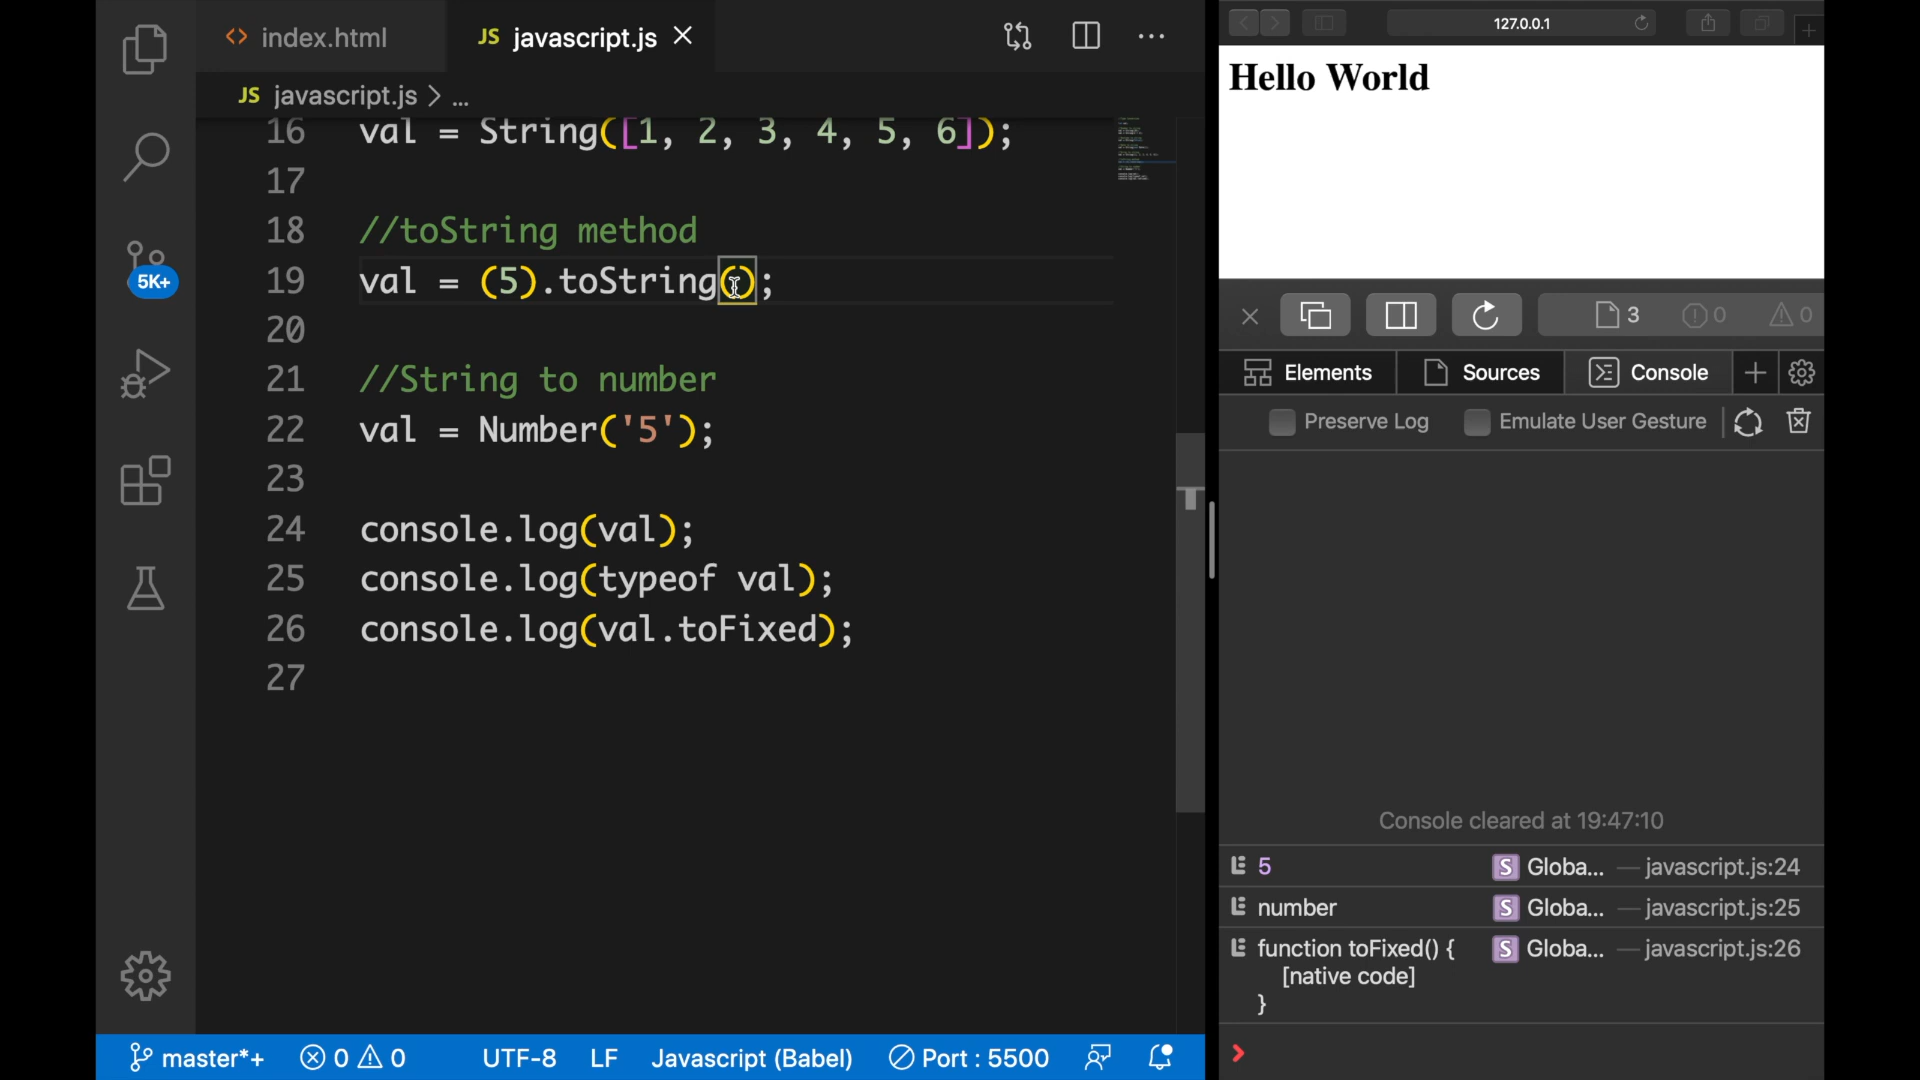 index.html
JS javascript.js
JS javascript.js > ...
16 val = String([1, 2, 3, 4, 5, 6]);
17
18 //toString method
19 val = (5).toString();
20
21 //String to number
22 val = Number('5');
23
24 console.log(val);
25 console.log(typeof val);
26 console.log(val.toFixed);
27
5K+
master*+ 0 0 UTF-8 LF Javascript (Babel) Port : 5500
127.0.0.1
Hello World
3 0 0
Elements Sources Console
Preserve Log Emulate User Gesture
Console cleared at 19:47:10
5 S Globa... — javascript.js:24
number S Globa... — javascript.js:25
function toFixed() { S Globa... — javascript.js:26
[native code]
}